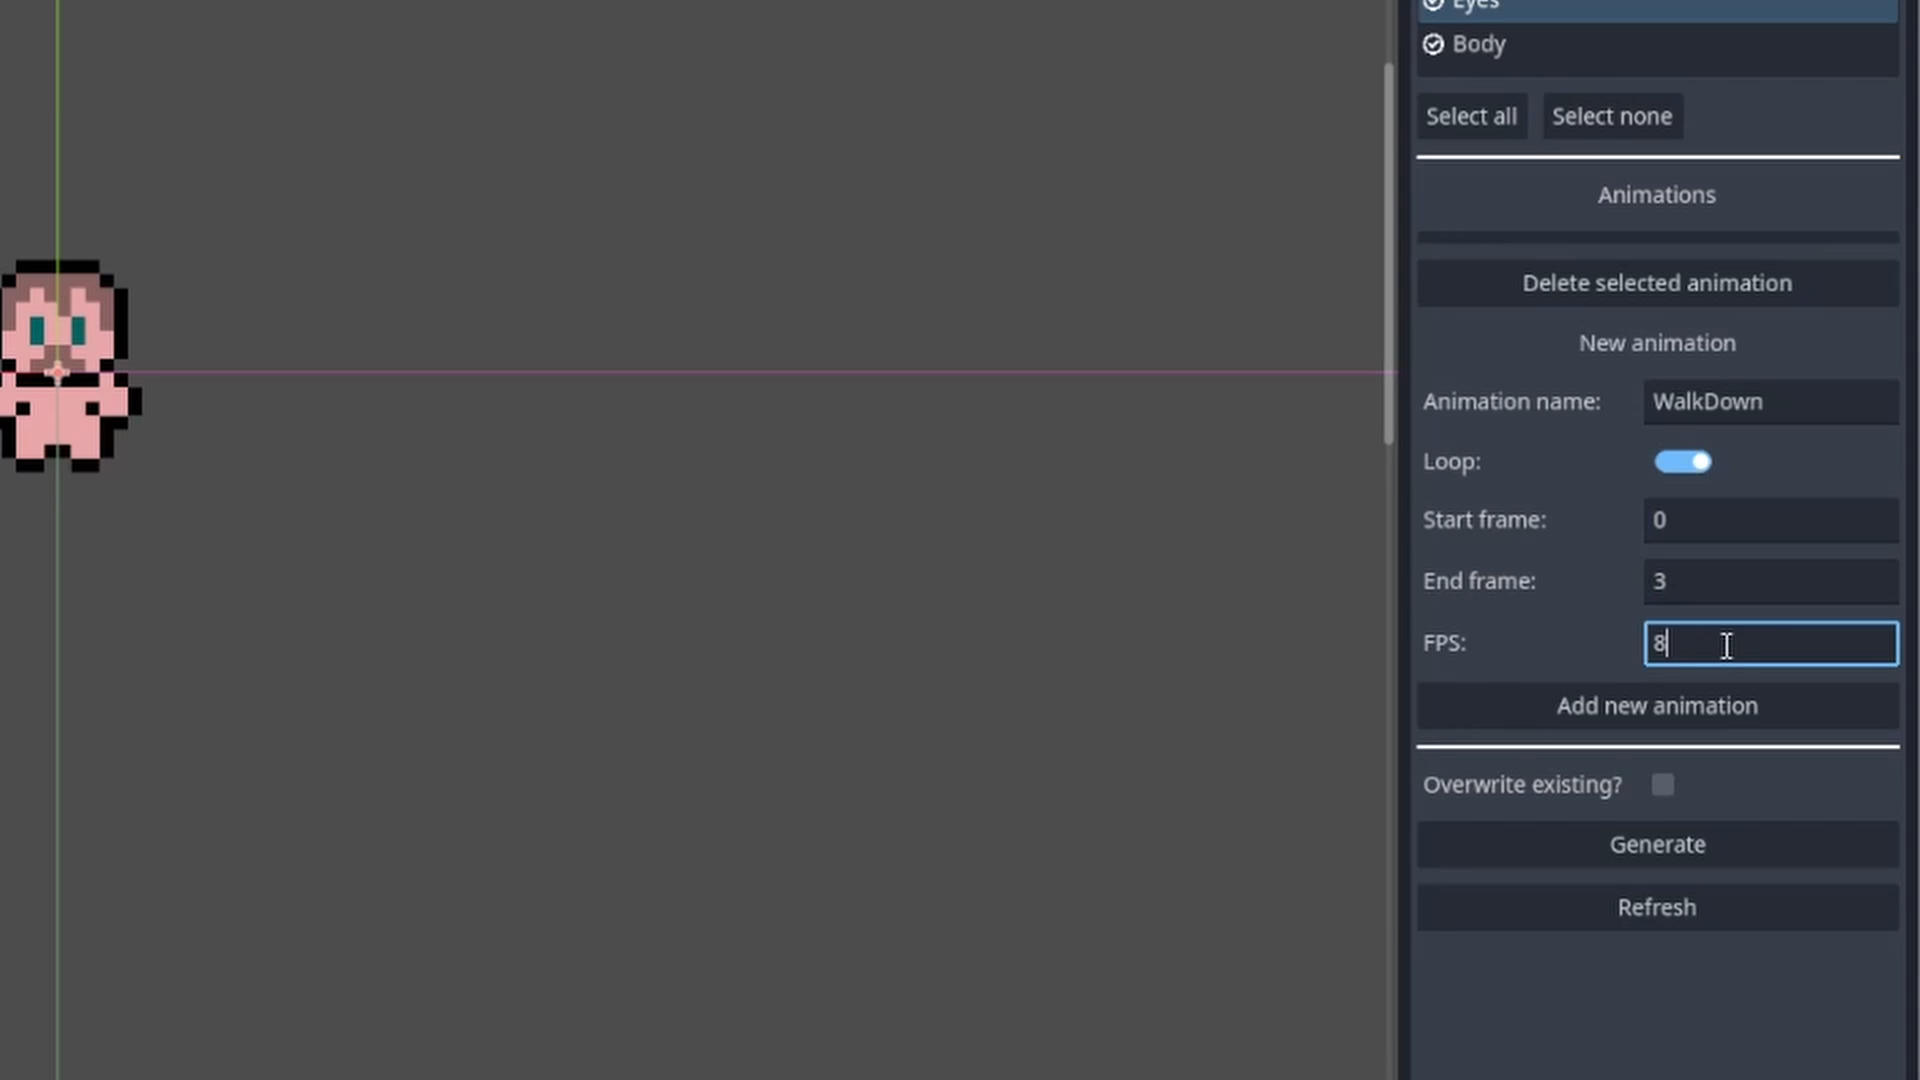 Eyes
Body
Select all Select none
Animations
Delete selected animation
New animation
Animation name: WalkDown
Loop:
Start frame: 0
End frame: 3
FPS: 8
Add new animation
Overwrite existing?
Generate
Refresh